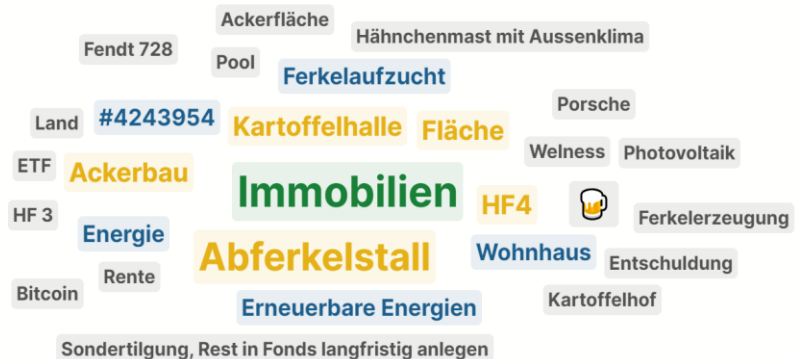 Ackerfläche
Hähnchenmast mit Aussenklima
Fendt 728
Pool
Ferkelaufzucht
Porsche
Land
#4243954
Kartoffelhalle
Fläche
Welness
Photovoltaik
ETF
Ackerbau
Immobilien
HF4
HF 3
Ferkelerzeugung
Energie
Abferkelstall
Wohnhaus
Entschuldung
Rente
Bitcoin
Erneuerbare Energien
Kartoffelhof
Sondertilgung, Rest in Fonds langfristig anlegen